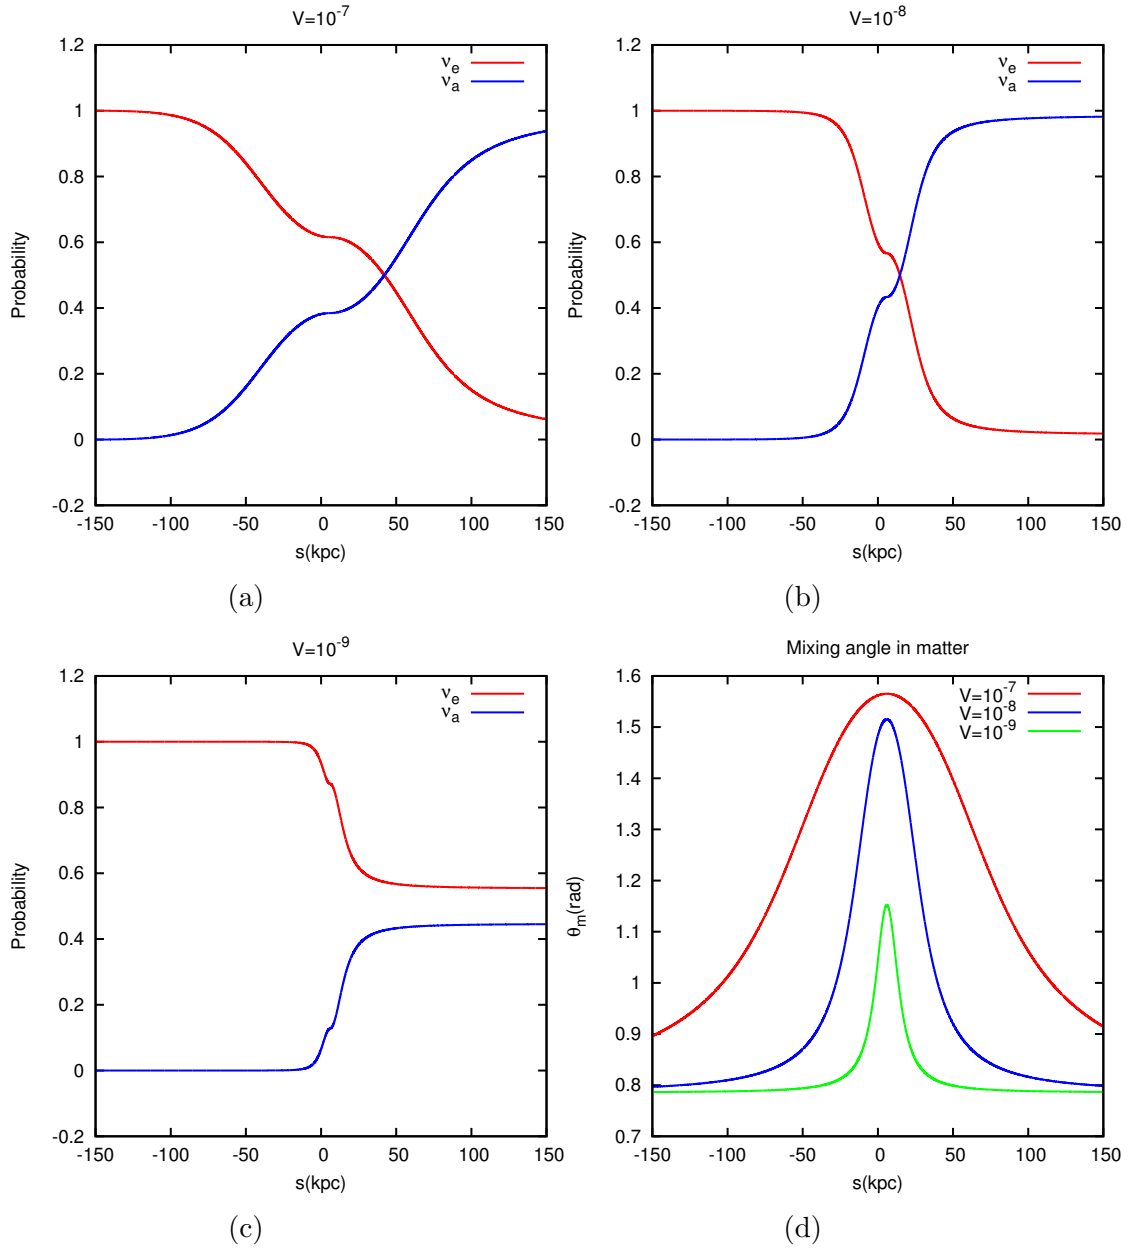 V=10⁻⁷
1.2
1
0.8
0.6
0.4
0.2
0
-0.2
Probability
νₑ
νₐ
-150 -100 -50 0 50 100 150
s(kpc)
(a)
V=10⁻⁸
1.2
1
0.8
0.6
0.4
0.2
0
-0.2
Probability
νₑ
νₐ
-150 -100 -50 0 50 100 150
s(kpc)
(b)
V=10⁻⁹
1.2
1
0.8
0.6
0.4
0.2
0
-0.2
Probability
νₑ
νₐ
-150 -100 -50 0 50 100 150
s(kpc)
(c)
Mixing angle in matter
1.6
1.5
1.4
1.3
1.2
1.1
1
0.9
0.8
0.7
θₘ(rad)
V=10⁻⁷
V=10⁻⁸
V=10⁻⁹
-150 -100 -50 0 50 100 150
s(kpc)
(d)